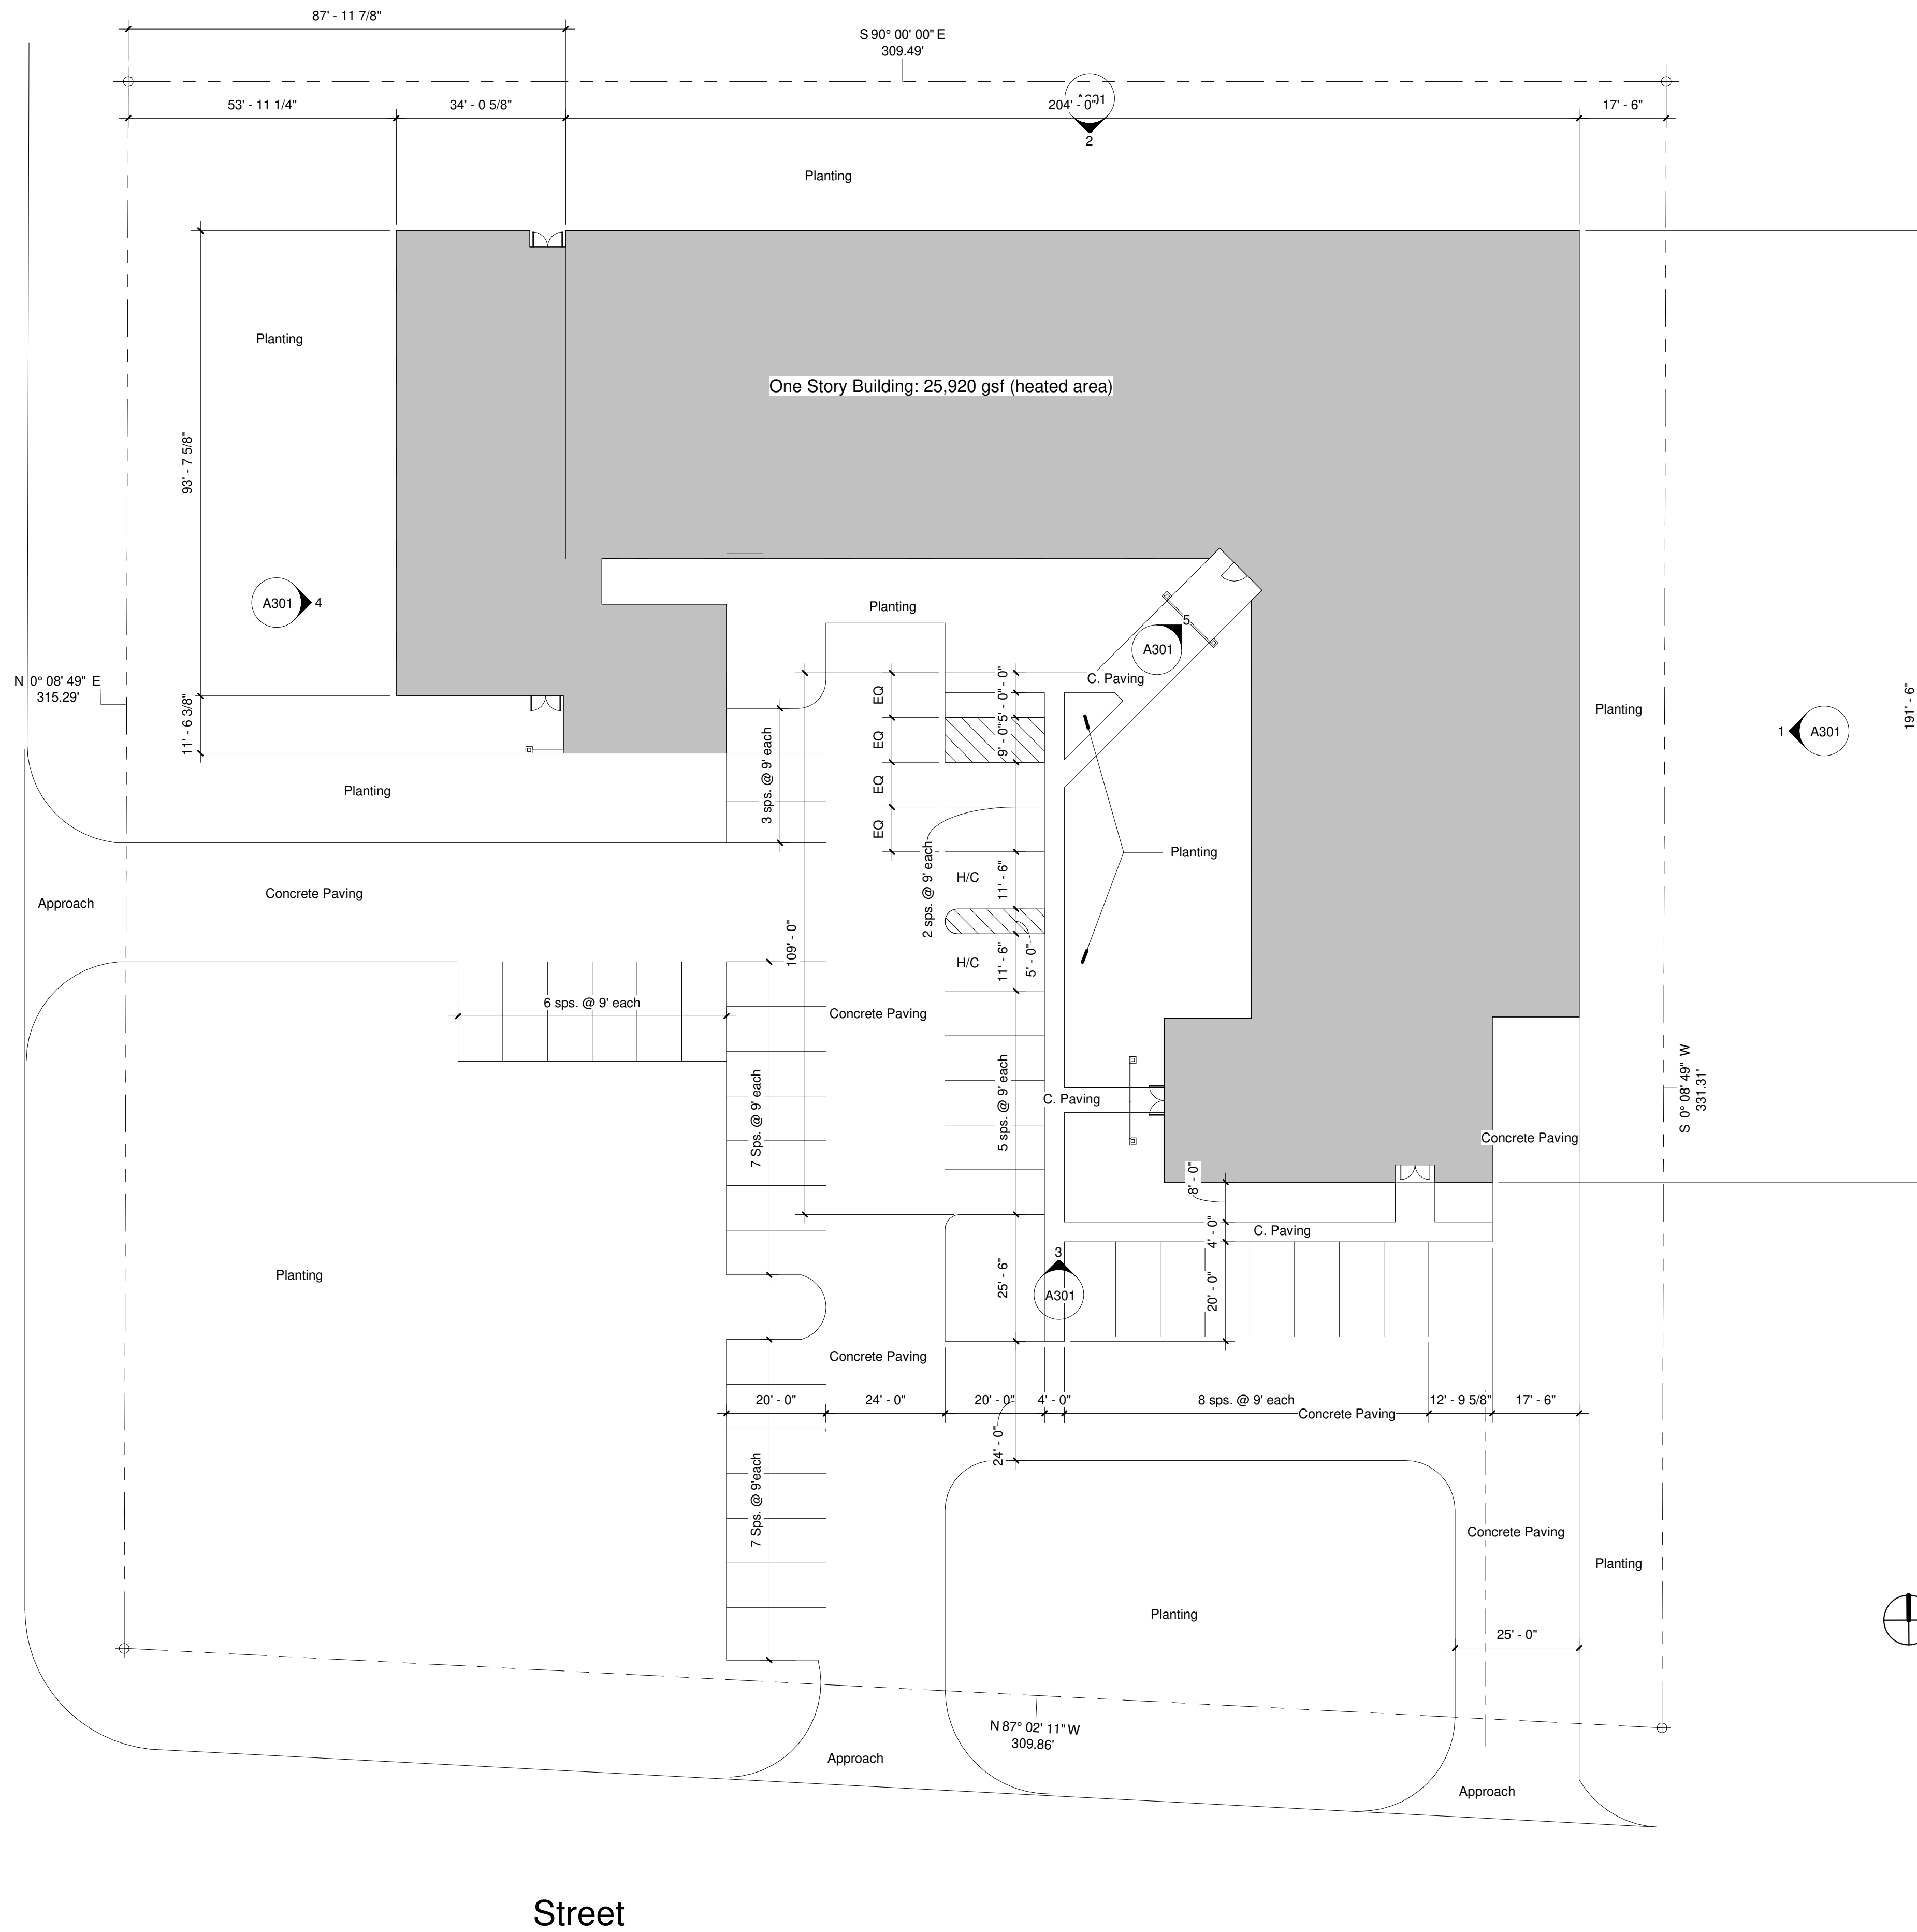 87' - 11 7/8"
S 90° 00' 00" E
309.49'
53' - 11 1/4"
34' - 0 5/8"
204' - 0"
A301
2
17' - 6"
Planting
Planting
One Story Building: 25,920 gsf (heated area)
93' - 7 5/8"
A301
4
Planting
5
A301
N 0° 08' 49" E
315.29'
11' - 6 3/8"
EQ
EQ
EQ
EQ
4' - 0"
5' - 0"
9' - 0"
C. Paving
Planting
191' - 6"
1
A301
3 sps. @ 9' each
Planting
Planting
2 sps. @ 9' each
H/C
11' - 6"
Concrete Paving
Approach
109' - 0"
H/C
11' - 6"
5' - 0"
6 sps. @ 9' each
Concrete Paving
7 Sps. @ 9' each
5 sps. @ 9' each
C. Paving
S 0° 08' 49" W
331.31'
Concrete Paving
8' - 0"
4' - 0"
C. Paving
Planting
25' - 6"
3
A301
20' - 0"
Concrete Paving
20' - 0"
24' - 0"
20' - 0"
4' - 0"
8 sps. @ 9' each
12' - 9 5/8"
17' - 6"
Concrete Paving
24' - 0"
7 Sps. @ 9'each
Concrete Paving
Planting
Planting
25' - 0"
N 87° 02' 11" W
309.86'
Approach
Approach
Street